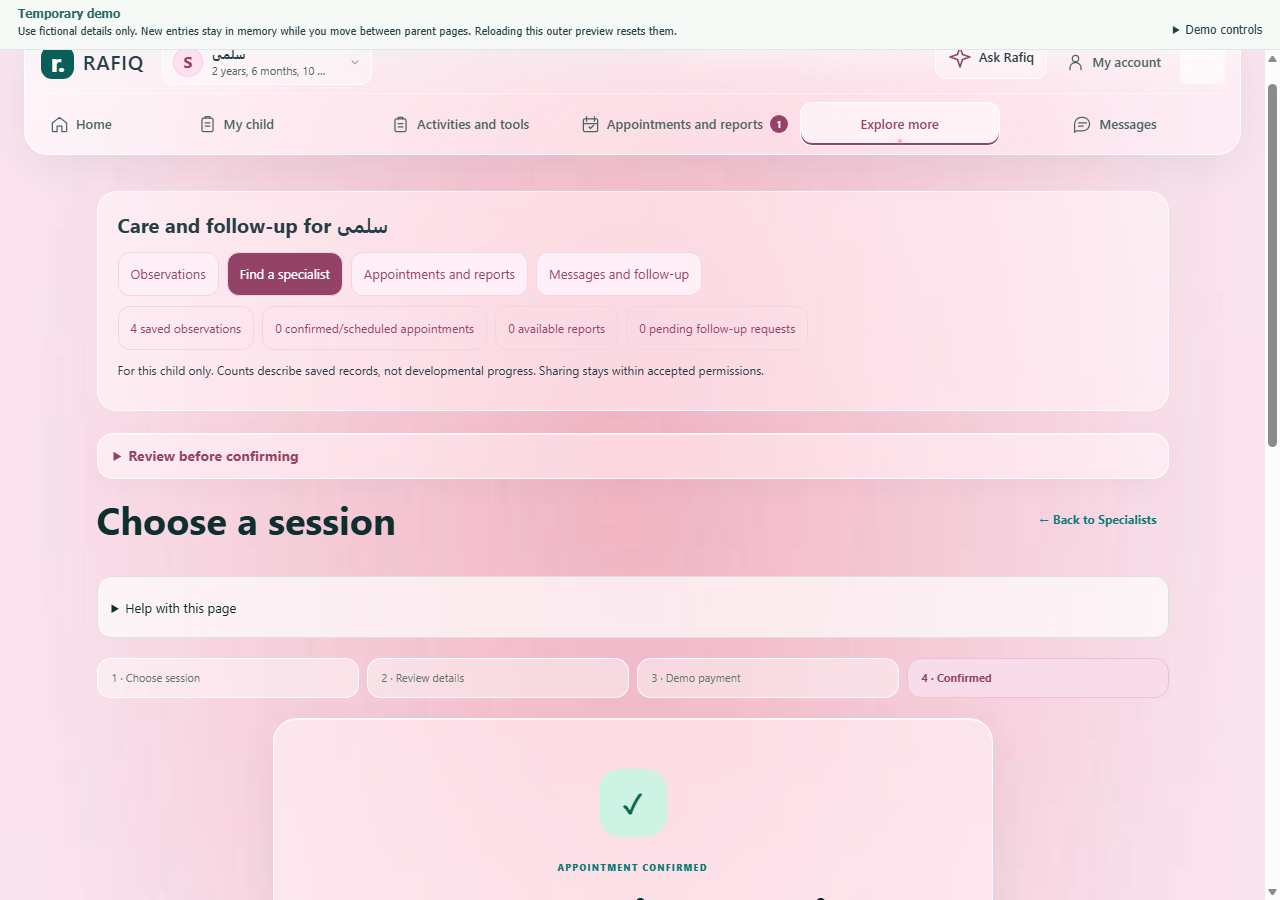 Temporary demo
Use fictional details only. New entries stay in memory while you move between parent pages. Reloading this outer preview resets them.
▶ Demo controls
r. RAFIQ
S سلمى
2 years, 6 months, 10 ...
Ask Rafiq
My account
Home
My child
Activities and tools
Appointments and reports 1
Explore more
Messages
Care and follow-up for سلمى
Observations
Find a specialist
Appointments and reports
Messages and follow-up
4 saved observations
0 confirmed/scheduled appointments
0 available reports
0 pending follow-up requests
For this child only. Counts describe saved records, not developmental progress. Sharing stays within accepted permissions.
▶ Review before confirming
Choose a session
← Back to Specialists
▶ Help with this page
1 · Choose session
2 · Review details
3 · Demo payment
4 · Confirmed
✓
APPOINTMENT CONFIRMED